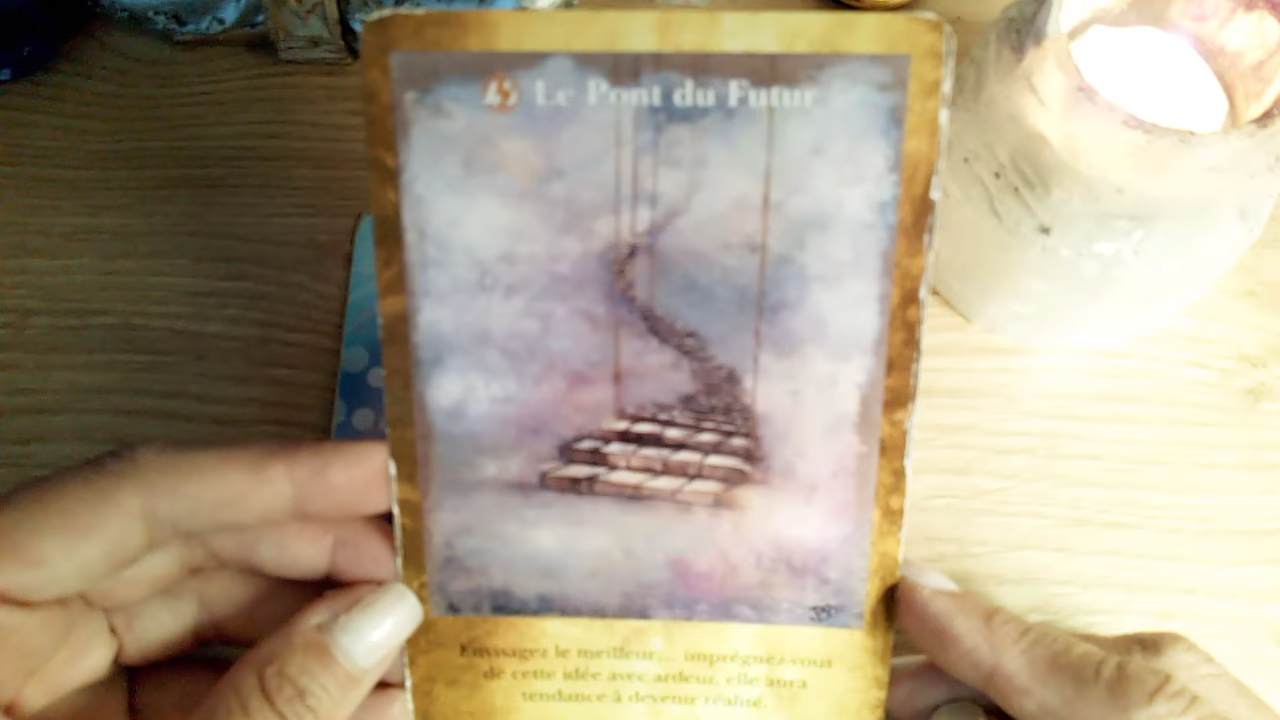 45 Le Pont du Futur
Envisagez le meilleur... imprégnez-vous
de cette idée avec ardeur, elle aura
tendance à devenir réalité.